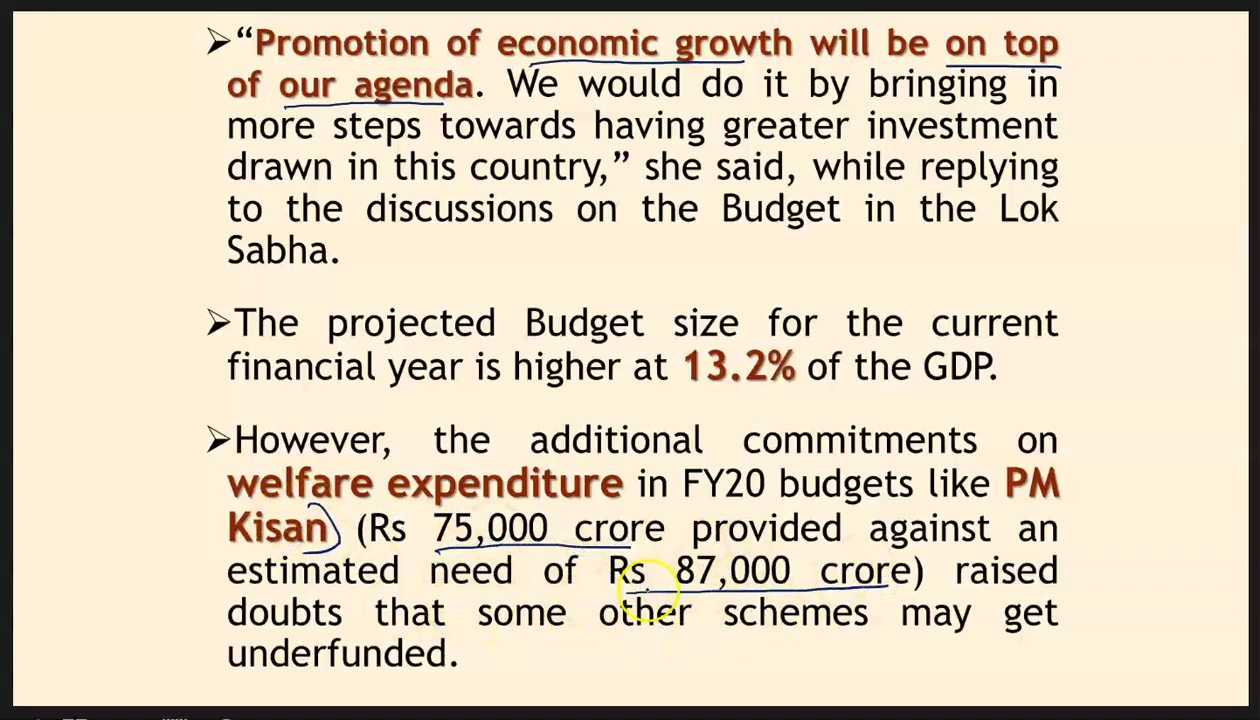 ➢“Promotion of economic growth will be on top
of our agenda. We would do it by bringing in
more steps towards having greater investment
drawn in this country,” she said, while replying
to the discussions on the Budget in the Lok
Sabha.
➢The projected Budget size for the current
financial year is higher at 13.2% of the GDP.
➢However, the additional commitments on
welfare expenditure in FY20 budgets like PM
Kisan (Rs 75,000 crore provided against an
estimated need of Rs 87,000 crore) raised
doubts that some other schemes may get
underfunded.